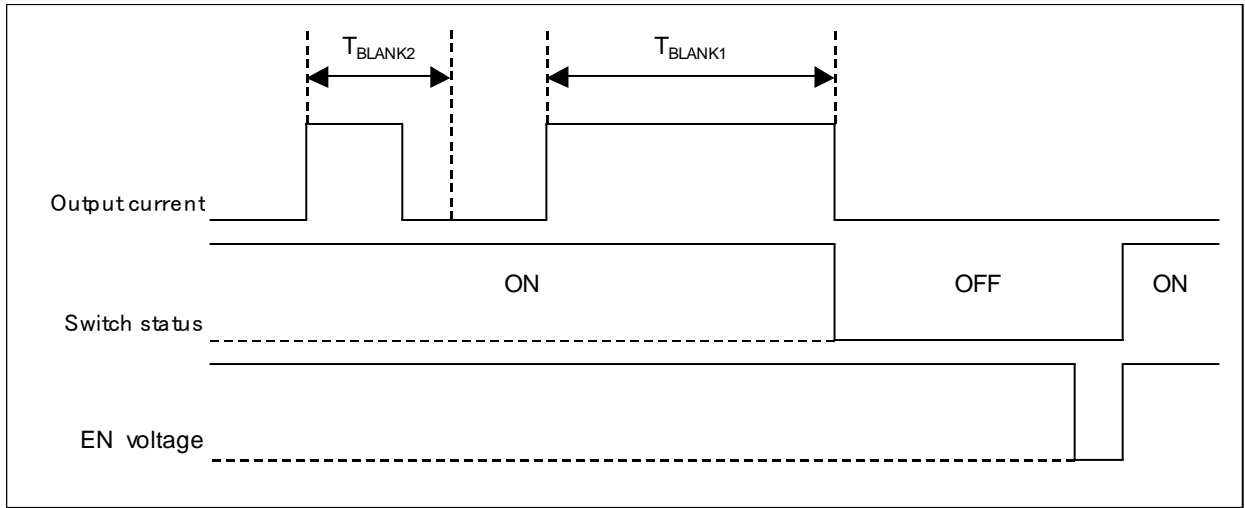 TBLANK2
TBLANK1
Output current
ON
OFF
ON
Switch status
EN voltage